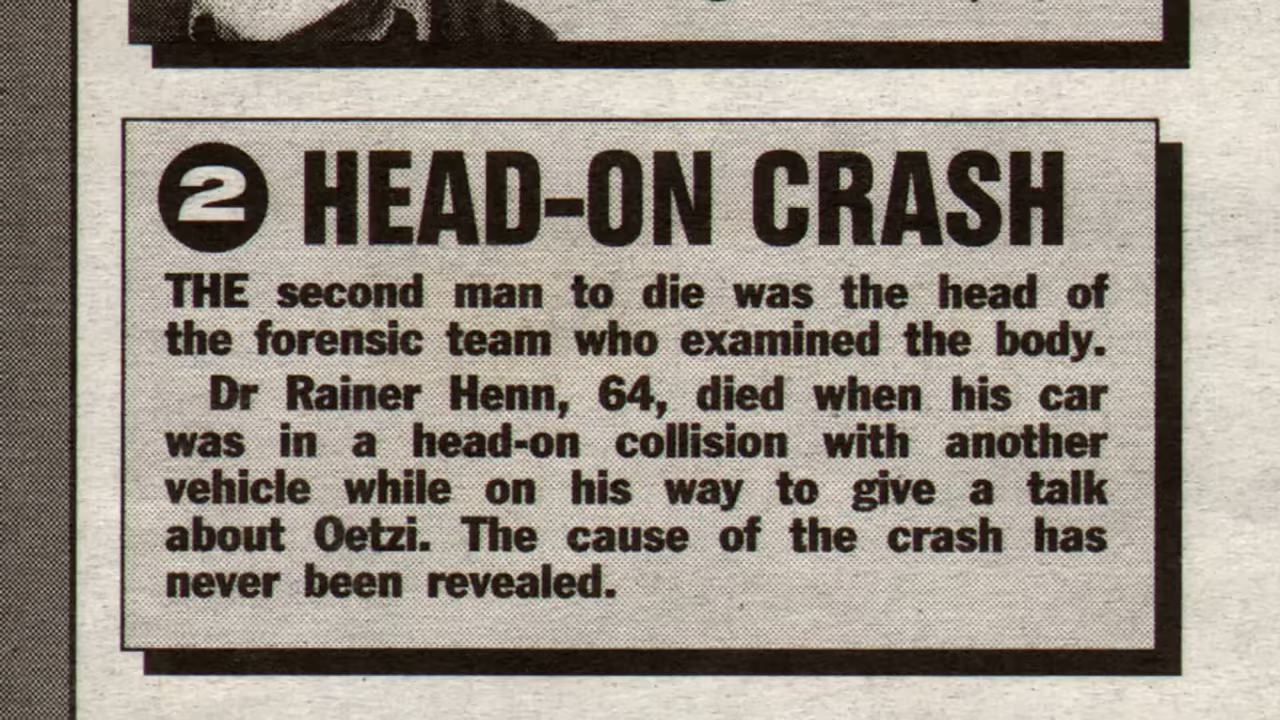 2 HEAD-ON CRASH
THE second man to die was the head of
the forensic team who examined the body.
Dr Rainer Henn, 64, died when his car
was in a head-on collision with another
vehicle while on his way to give a talk
about Oetzi. The cause of the crash has
never been revealed.